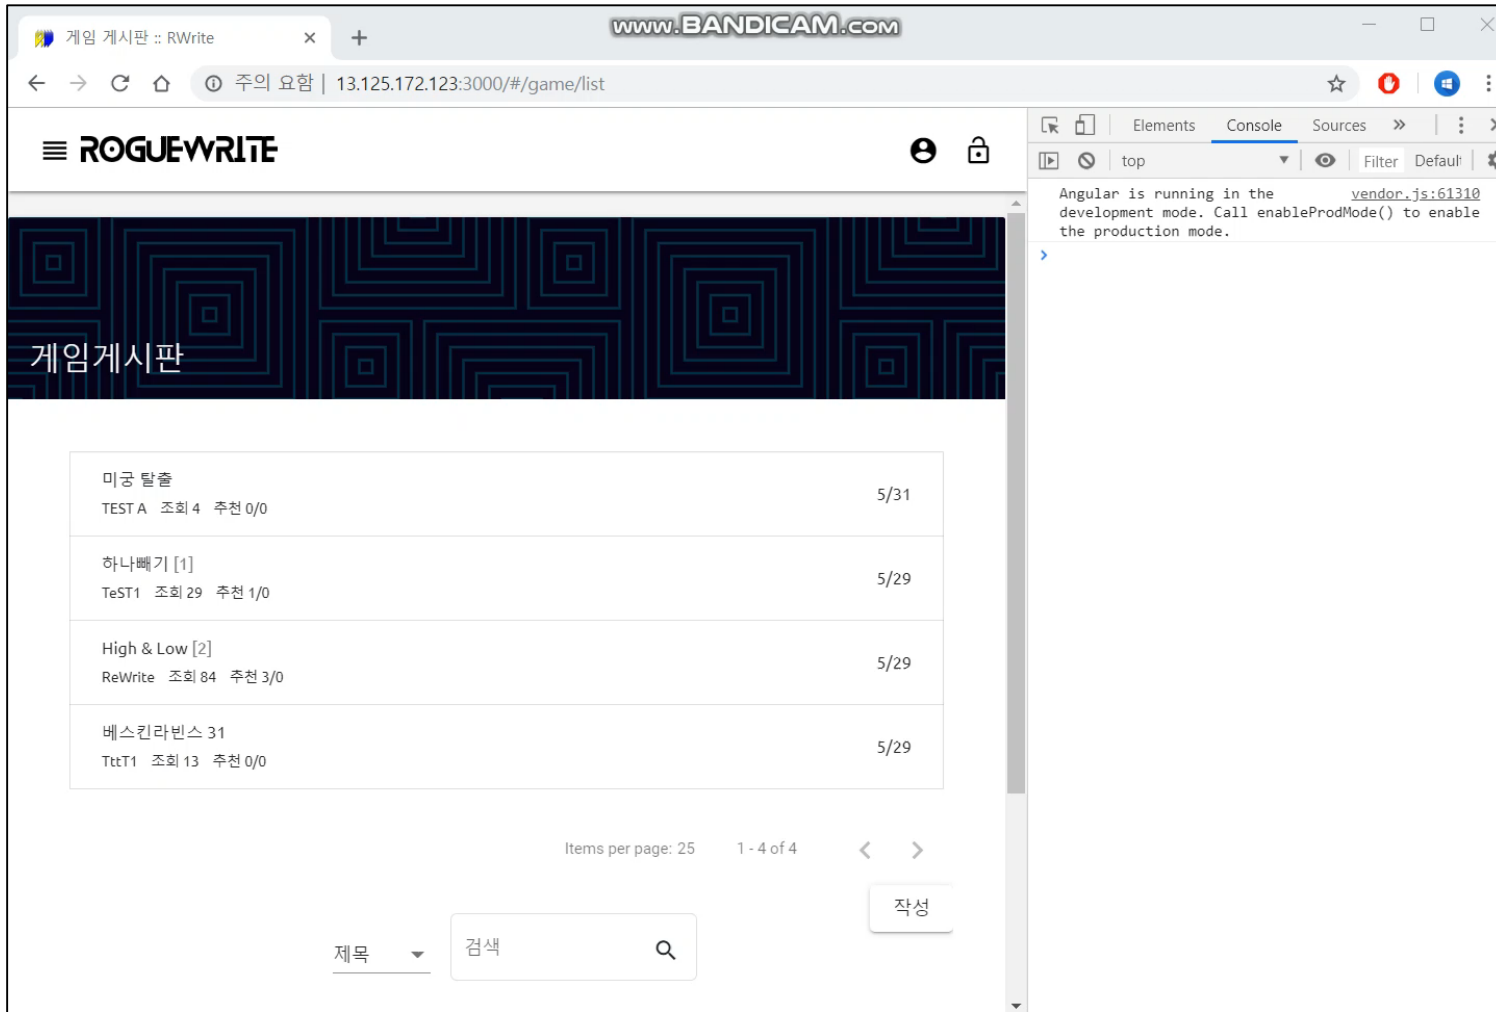 www.BANDICAM.com
게임 게시판 :: RWrite
주의 요함 | 13.125.172.123:3000/#/game/list
ROGUEWRITE
게임게시판
미궁 탈출
TEST A 조회 4 추천 0/0
5/31
하나빼기 [1]
TeST1 조회 29 추천 1/0
5/29
High & Low [2]
ReWrite 조회 84 추천 3/0
5/29
베스킨라빈스 31
TttT1 조회 13 추천 0/0
5/29
Items per page: 25 1 - 4 of 4
작성
제목 검색
Elements Console Sources
top Filter Default
Angular is running in the vendor.js:61310
development mode. Call enableProdMode() to enable
the production mode.